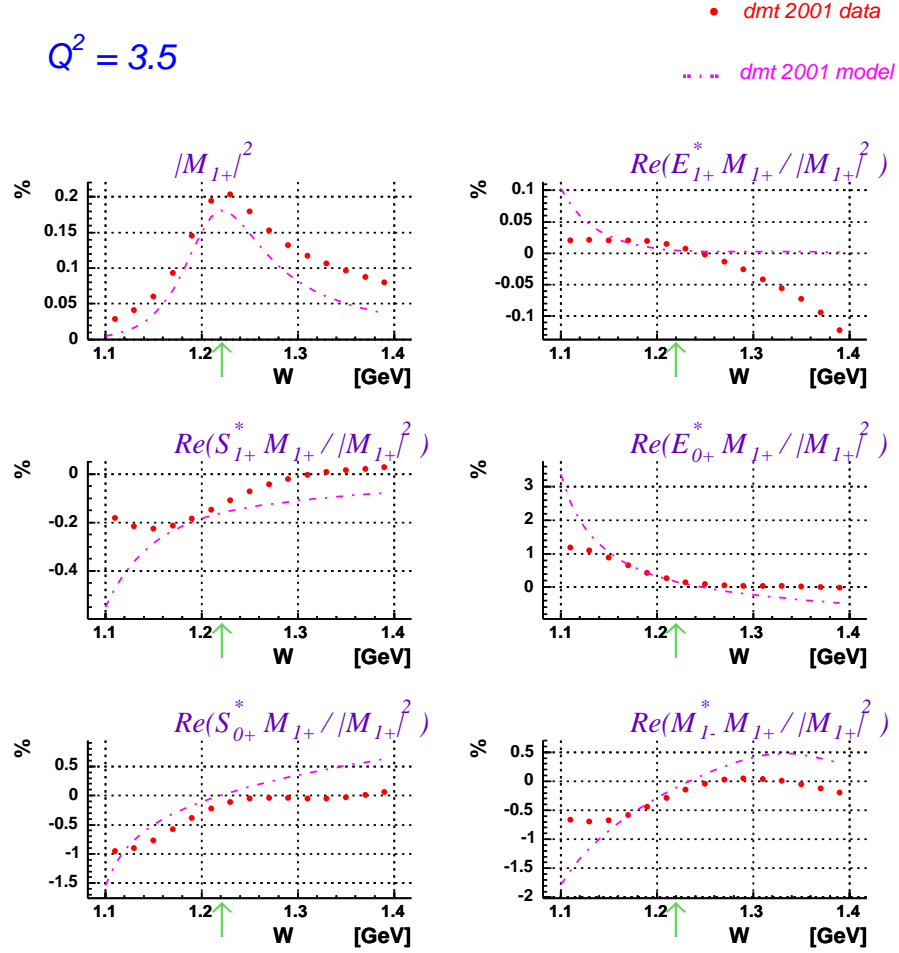 dmt 2001 data
Q² = 3.5
dmt 2001 model
|M₁₊|²
%
0.2
0.15
0.1
0.05
0
1.1 1.2 1.3 1.4
W [GeV]
Re(E*₁₊ M₁₊ / |M₁₊|²)
%
0.1
0.05
0
-0.05
-0.1
1.1 1.2 1.3 1.4
W [GeV]
Re(S*₁₊ M₁₊ / |M₁₊|²)
%
0
-0.2
-0.4
1.1 1.2 1.3 1.4
W [GeV]
Re(E*₀₊ M₁₊ / |M₁₊|²)
%
3
2
1
0
1.1 1.2 1.3 1.4
W [GeV]
Re(S*₀₊ M₁₊ / |M₁₊|²)
%
0.5
0
-0.5
-1
-1.5
1.1 1.2 1.3 1.4
W [GeV]
Re(M*₁₋ M₁₊ / |M₁₊|²)
%
0.5
0
-0.5
-1
-1.5
-2
1.1 1.2 1.3 1.4
W [GeV]